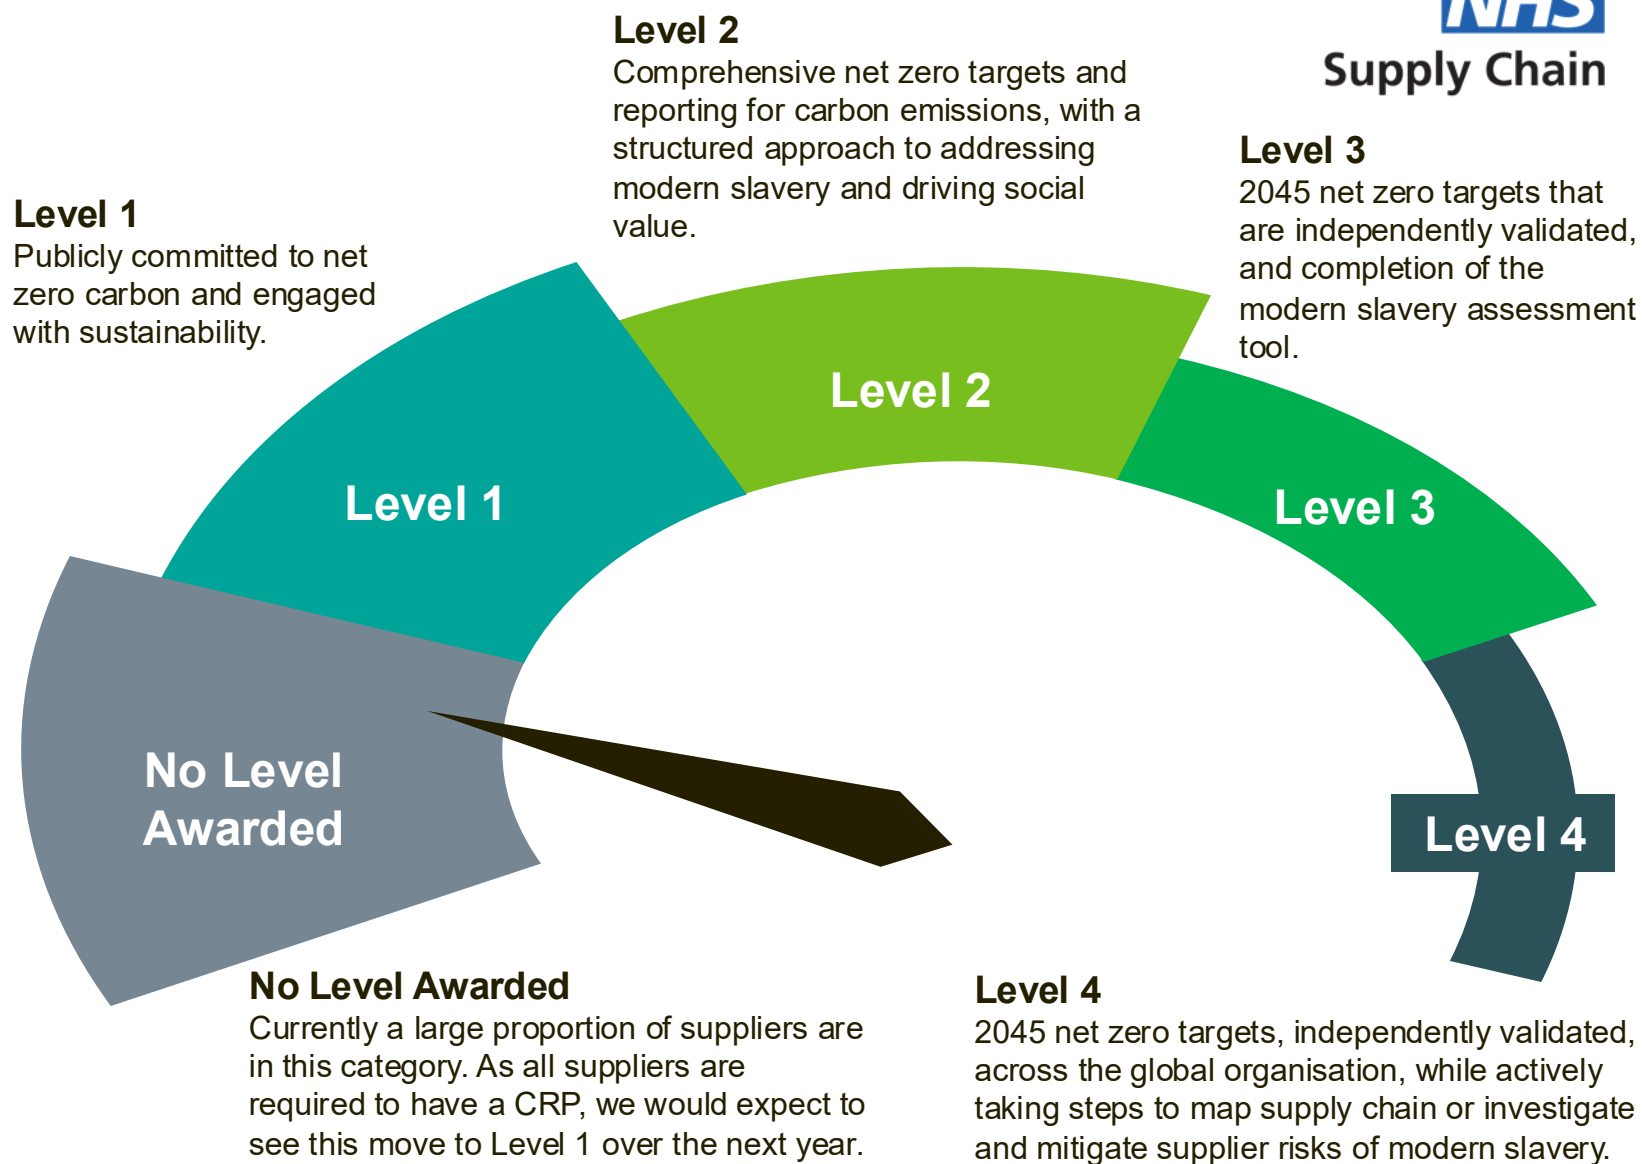 NHS
Supply Chain
Level 2
Comprehensive net zero targets and
reporting for carbon emissions, with a
structured approach to addressing
modern slavery and driving social
value.
Level 3
2045 net zero targets that
are independently validated,
and completion of the
modern slavery assessment
tool.
Level 1
Publicly committed to net
zero carbon and engaged
with sustainability.
Level 2
Level 1
Level 3
No Level
Awarded
Level 4
No Level Awarded
Currently a large proportion of suppliers are
in this category. As all suppliers are
required to have a CRP, we would expect to
see this move to Level 1 over the next year.
Level 4
2045 net zero targets, independently validated,
across the global organisation, while actively
taking steps to map supply chain or investigate
and mitigate supplier risks of modern slavery.